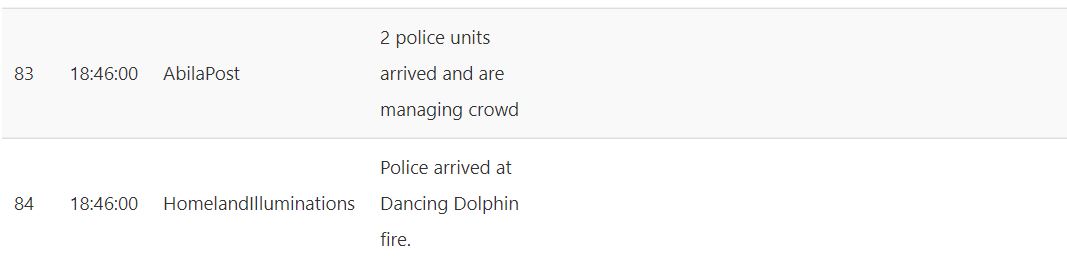 83 18:46:00 AbilaPost 2 police units
arrived and are
managing crowd
84 18:46:00 HomelandIlluminations Police arrived at
Dancing Dolphin
fire.